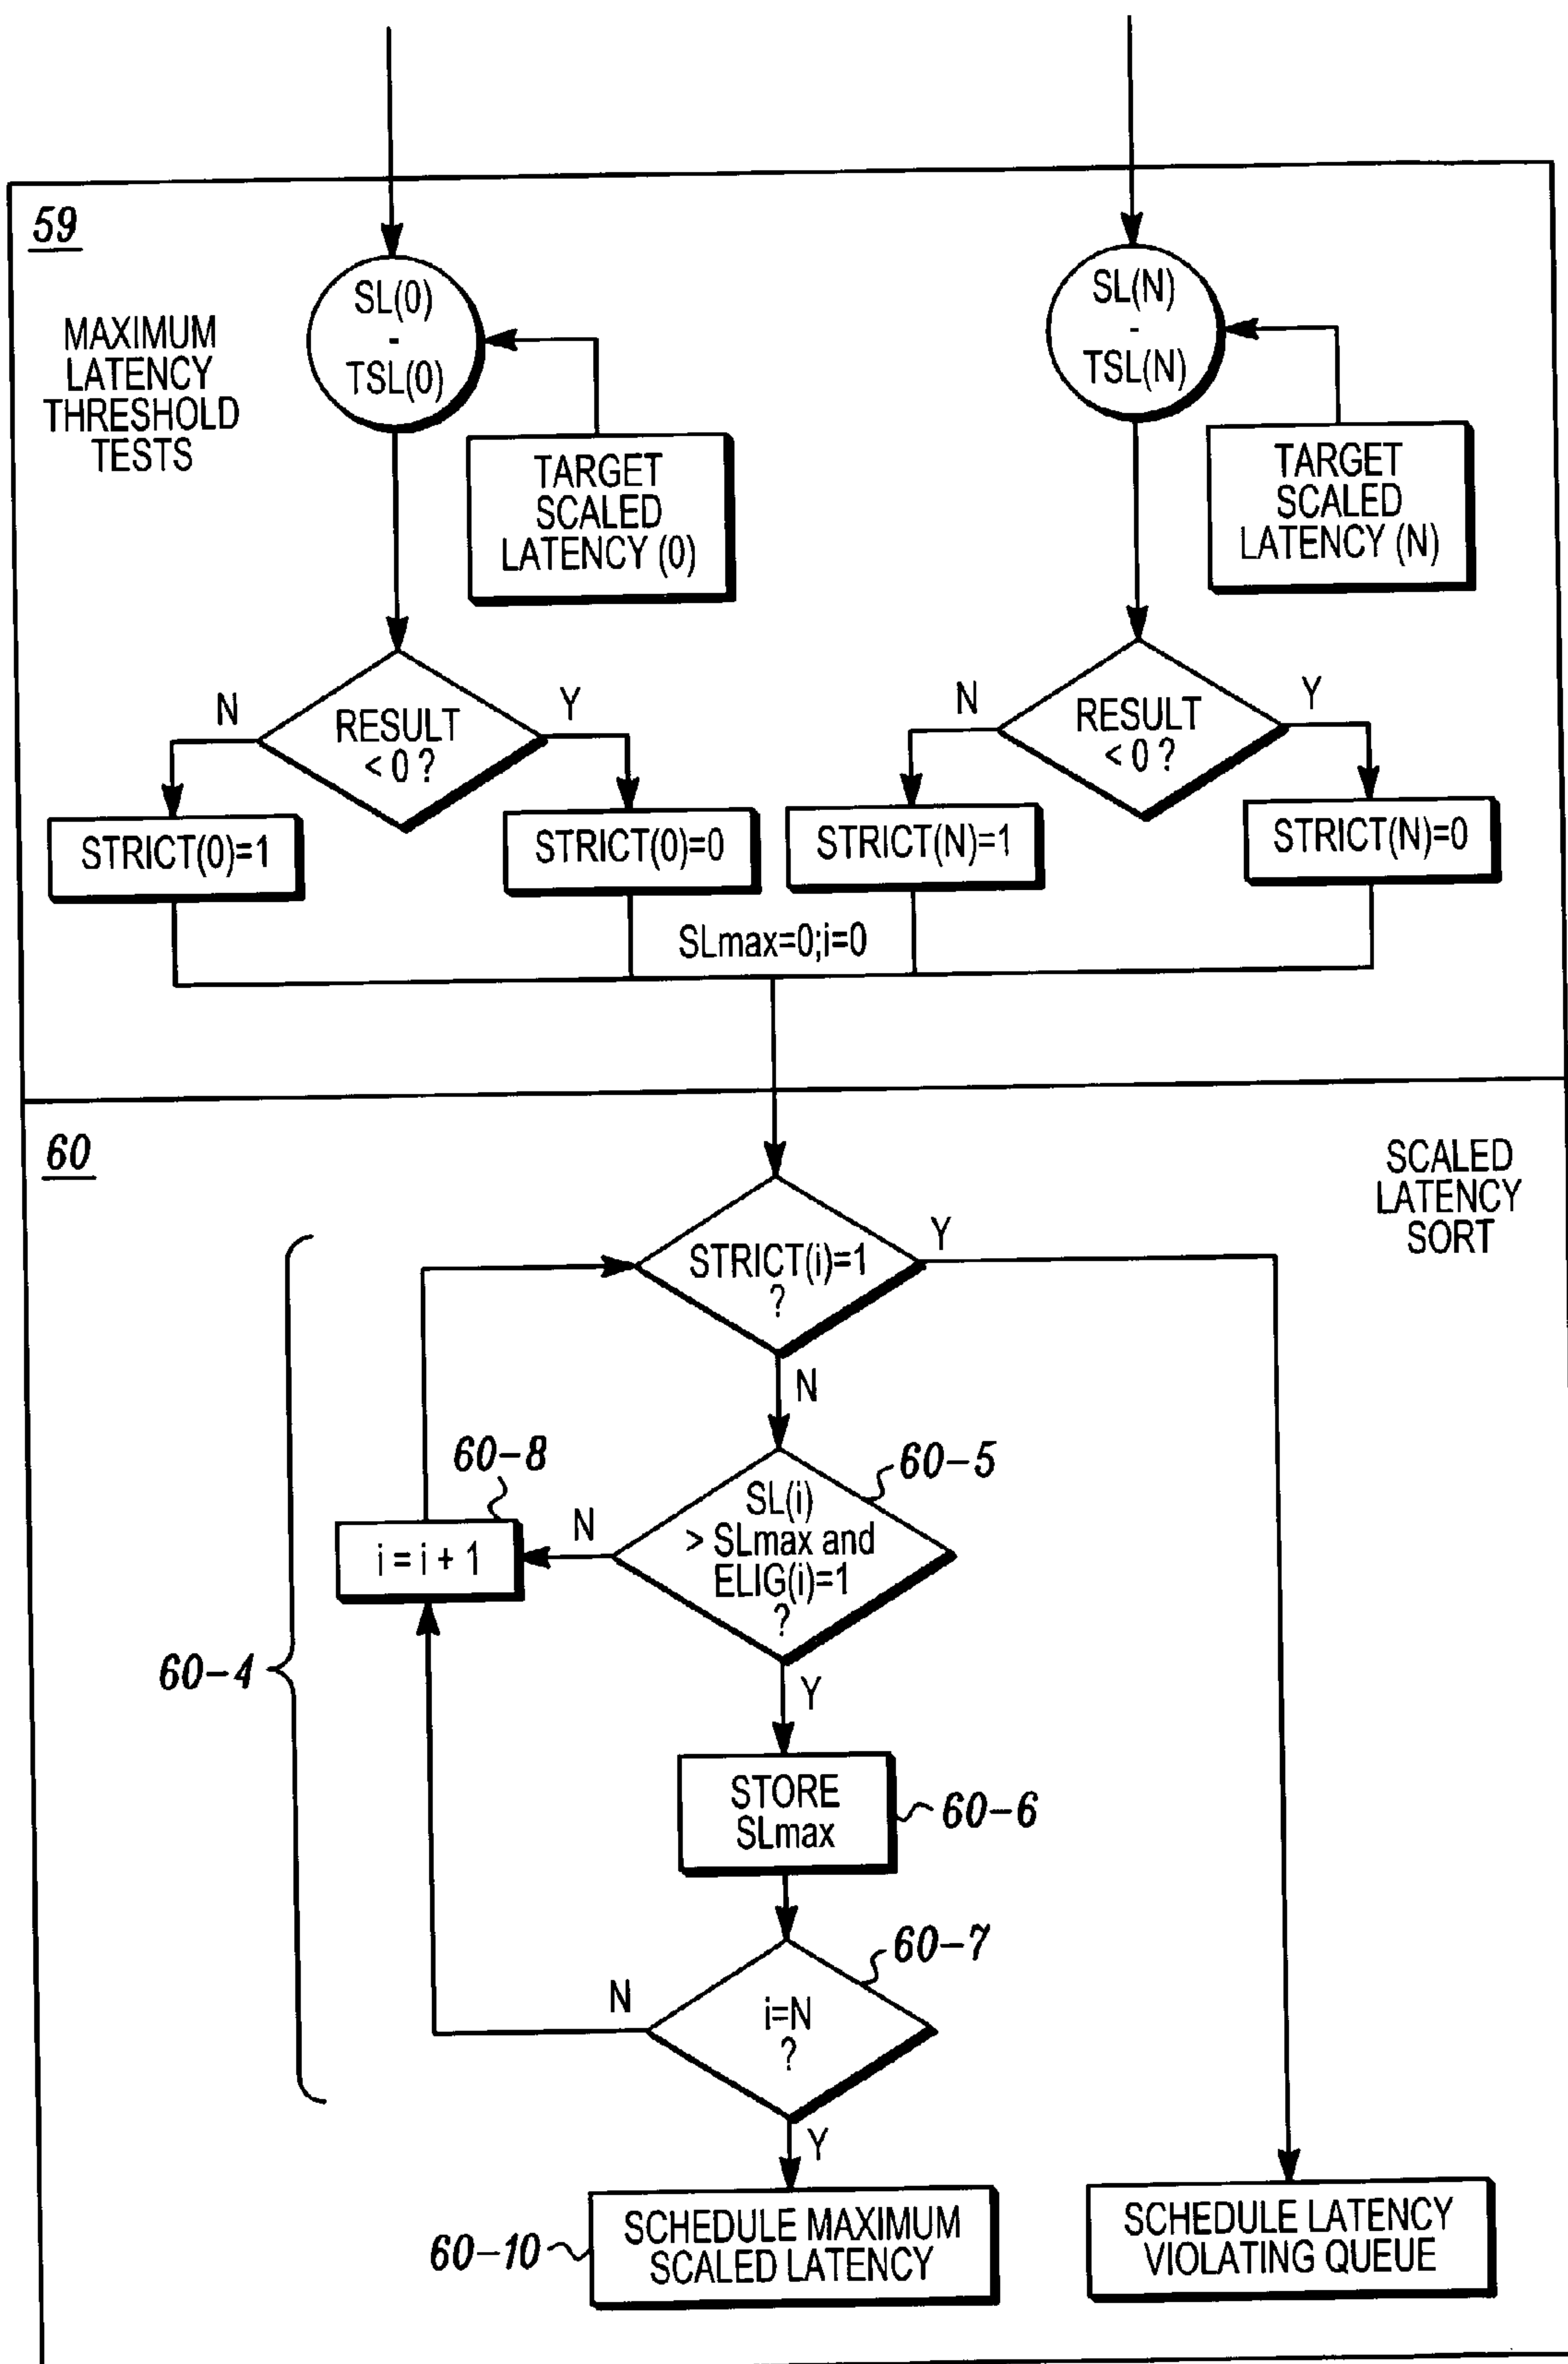 59
MAXIMUM
LATENCY
THRESHOLD
TESTS
SL(0)
-
TSL(0)
TARGET
SCALED
LATENCY (0)
SL(N)
-
TSL(N)
TARGET
SCALED
LATENCY (N)
N
RESULT
< 0 ?
Y
N
RESULT
< 0 ?
Y
STRICT(0)=1
STRICT(0)=0
STRICT(N)=1
STRICT(N)=0
SLmax=0;i=0
60
SCALED
LATENCY
SORT
STRICT(i)=1
?
Y
N
60-8
60-5
i = i + 1
N
SL(i)
> SLmax and
ELIG(i)=1
?
60-4
Y
STORE
SLmax
60-6
60-7
N
i=N
?
Y
60-10
SCHEDULE MAXIMUM
SCALED LATENCY
SCHEDULE LATENCY
VIOLATING QUEUE